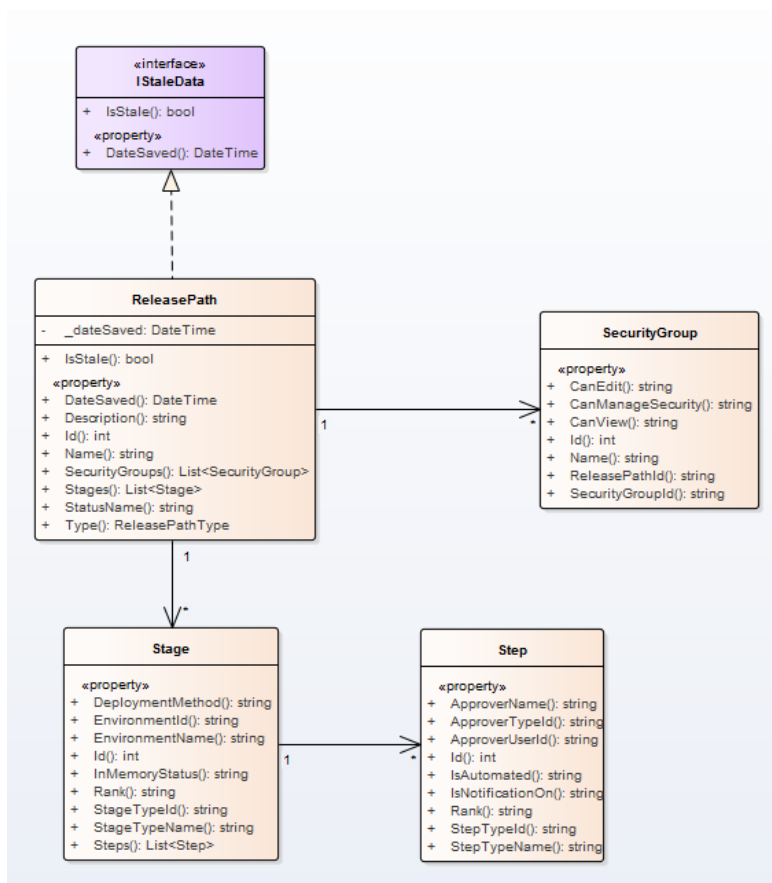 «interface»
IStaleData
+ IsStale(): bool
«property»
+ DateSaved(): DateTime
ReleasePath
- _dateSaved: DateTime
+ IsStale(): bool
«property»
+ DateSaved(): DateTime
+ Description(): string
+ Id(): int
+ Name(): string
+ SecurityGroups(): List<SecurityGroup>
+ Stages(): List<Stage>
+ StatusName(): string
+ Type(): ReleasePathType
1
*
SecurityGroup
«property»
+ CanEdit(): string
+ CanManageSecurity(): string
+ CanView(): string
+ Id(): int
+ Name(): string
+ ReleasePathId(): string
+ SecurityGroupId(): string
1
*
Stage
«property»
+ DeploymentMethod(): string
+ EnvironmentId(): string
+ EnvironmentName(): string
+ Id(): int
+ InMemoryStatus(): string
+ Rank(): string
+ StageTypeId(): string
+ StageTypeName(): string
+ Steps(): List<Step>
1
*
Step
«property»
+ ApproverName(): string
+ ApproverTypeId(): string
+ ApproverUserId(): string
+ Id(): int
+ IsAutomated(): string
+ IsNotificationOn(): string
+ Rank(): string
+ StepTypeId(): string
+ StepTypeName(): string